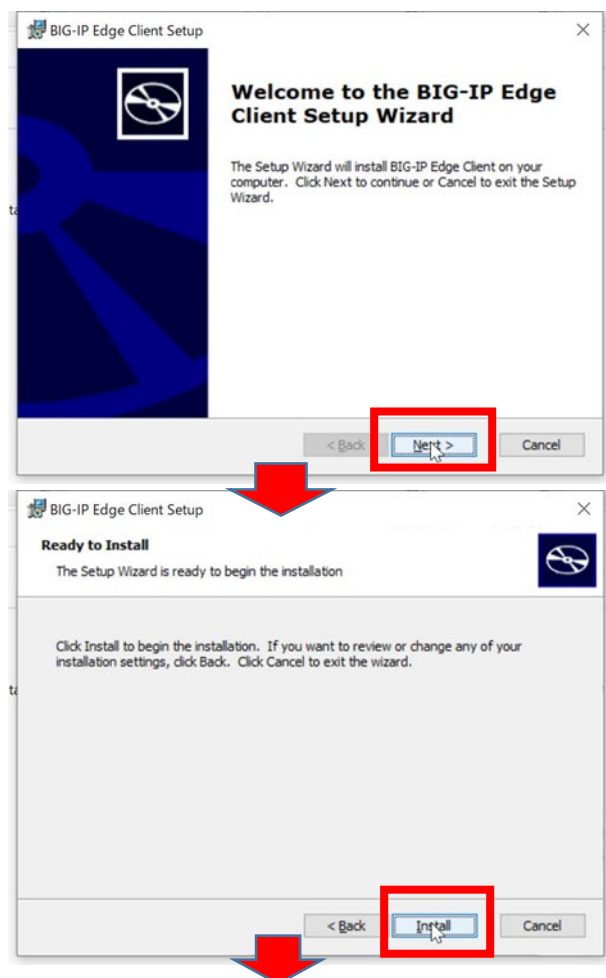 BIG-IP Edge Client Setup
Welcome to the BIG-IP Edge
Client Setup Wizard
The Setup Wizard will install BIG-IP Edge Client on your
computer. Click Next to continue or Cancel to exit the Setup
Wizard.
< Back Next > Cancel
BIG-IP Edge Client Setup
Ready to Install
The Setup Wizard is ready to begin the installation
Click Install to begin the installation. If you want to review or change any of your
installation settings, click Back. Click Cancel to exit the wizard.
< Back Install Cancel